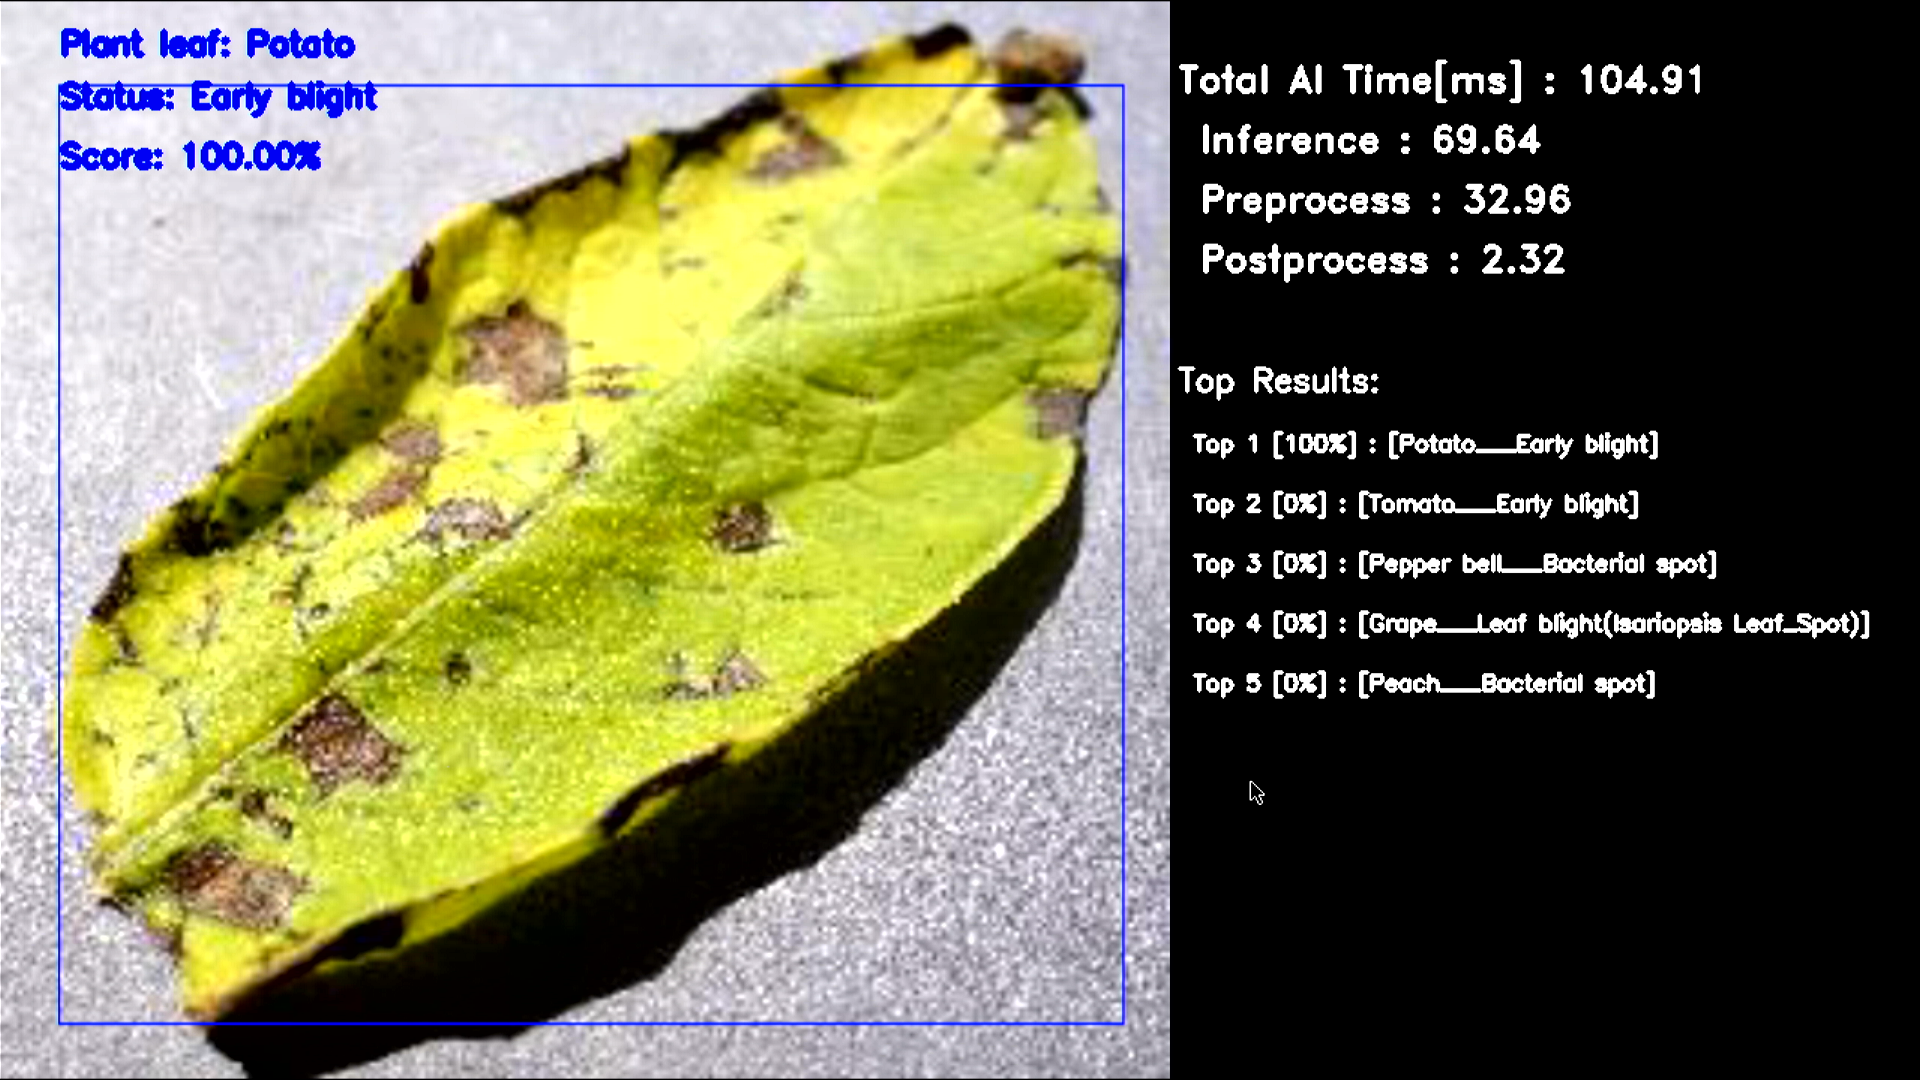 Plant leaf: Potato
Status: Early blight
Score: 100.00%
Total AI Time[ms] : 104.91
Inference : 69.64
Preprocess : 32.96
Postprocess : 2.32
Top Results:
Top 1 [100%] : [Potato___Early blight]
Top 2 [0%] : [Tomato___Early blight]
Top 3 [0%] : [Pepper bell___Bacterial spot]
Top 4 [0%] : [Grape___Leaf blight(Isariopsis Leaf_Spot)]
Top 5 [0%] : [Peach___Bacterial spot]